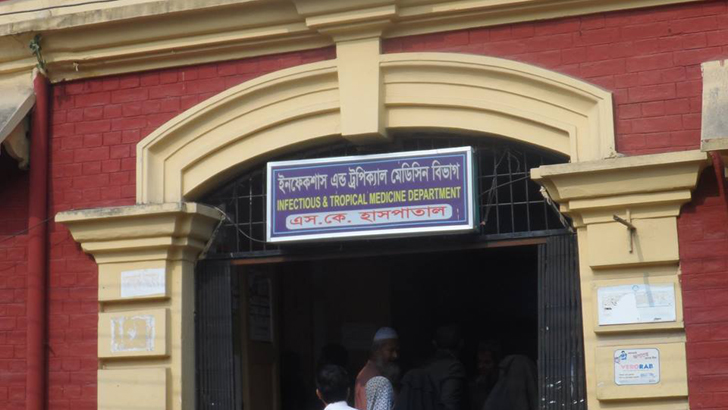 ইনফেকশাস এন্ড ট্রপিক্যাল মেডিসিন বিভাগ
INFECTIOUS & TROPICAL MEDICINE DEPARTMENT
এস.কে. হাসপাতাল